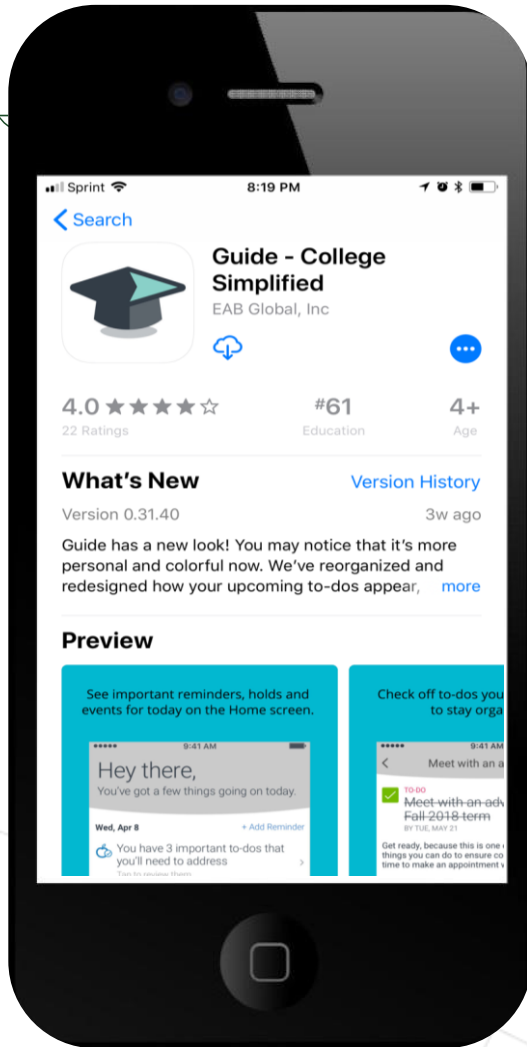 Sprint 8:19 PM
Search
Guide - College
Simplified
EAB Global, Inc
4.0 #61 4+
22 Ratings Education Age
What's New Version History
Version 0.31.40 3w ago
Guide has a new look! You may notice that it's more
personal and colorful now. We've reorganized and
redesigned how your upcoming to-dos appear, more
Preview
See important reminders, holds and
events for today on the Home screen.
9:41 AM
Hey there,
You've got a few things going on today.
Wed, Apr 8 + Add Reminder
You have 3 important to-dos that
you'll need to address
Tap to review them
Check off to-dos you
to stay orga
9:41 AM
Meet with an a
TO-DO
Meet with an adv
Fall 2018 term
BY TUE, MAY 21
Get ready, because this is one
things you can do to ensure co
time to make an appointment